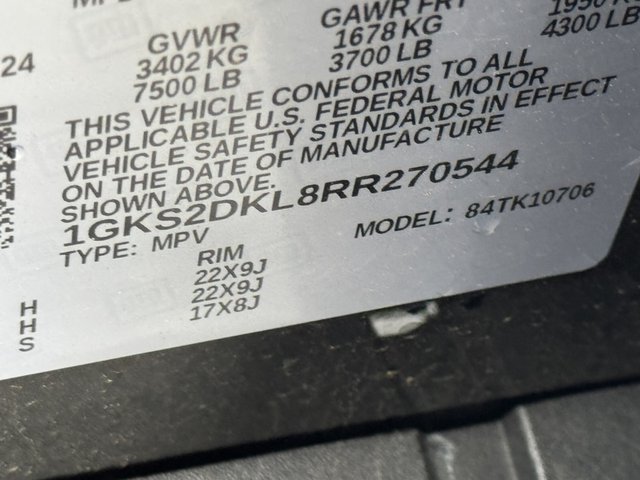 GVWR GAWR FRT
24 3402 KG 1678 KG
7500 LB 3700 LB 4300 LB
THIS VEHICLE CONFORMS TO ALL
APPLICABLE U.S. FEDERAL MOTOR
VEHICLE SAFETY STANDARDS IN EFFECT
ON THE DATE OF MANUFACTURE
SHOWN ABOVE.
1GKS2DKL8RR270544
TYPE: MPV MODEL: 84TK10706
RIM
22X9J
H 22X9J
H 17X8J
S